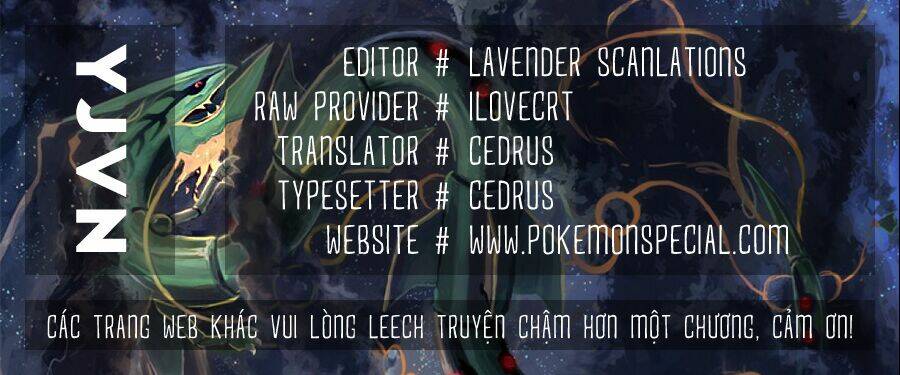 YJVN
EDITOR # LAVENDER SCANLATIONS
RAW PROVIDER # ILOVECRT
TRANSLATOR # CEDRUS
TYPESETTER # CEDRUS
WEBSITE # WWW.POKEMONSPECIAL.COM
CÁC TRANG WEB KHÁC VUI LÒNG LEECH TRUYỆN CHẬM HƠN MỘT CHƯƠNG, CẢM ƠN!